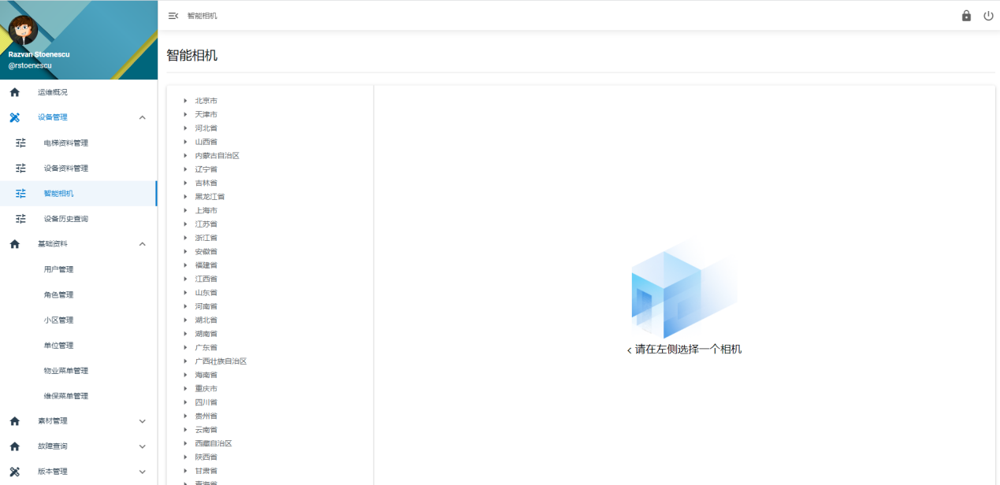 Razvan Stoenescu
@rstoenescu
运维概况
设备管理
电梯资料管理
设备资料管理
智能相机
设备历史查询
基础资料
用户管理
角色管理
小区管理
单位管理
物业菜单管理
维保菜单管理
素材管理
故障查询
版本管理
智能相机
智能相机
北京市
天津市
河北省
山西省
内蒙古自治区
辽宁省
吉林省
黑龙江省
上海市
江苏省
浙江省
安徽省
福建省
江西省
山东省
河南省
湖北省
湖南省
广东省
广西壮族自治区
海南省
重庆市
四川省
贵州省
云南省
西藏自治区
陕西省
甘肃省
青海省
< 请在左侧选择一个相机